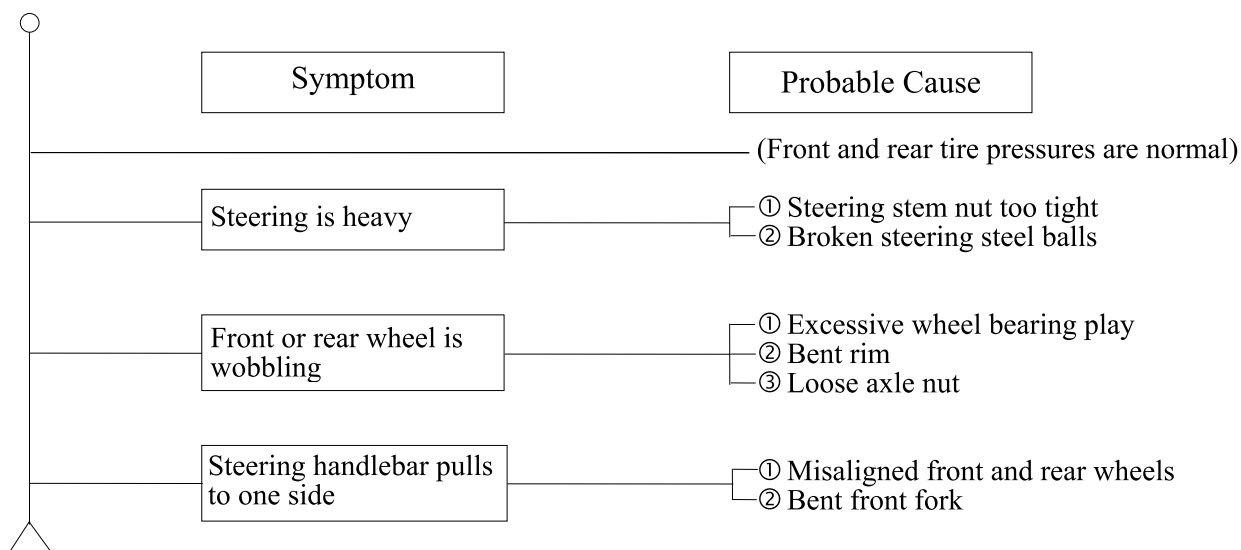 Symptom
Probable Cause
(Front and rear tire pressures are normal)
Steering is heavy
① Steering stem nut too tight
② Broken steering steel balls
Front or rear wheel is
wobbling
① Excessive wheel bearing play
② Bent rim
③ Loose axle nut
Steering handlebar pulls
to one side
① Misaligned front and rear wheels
② Bent front fork